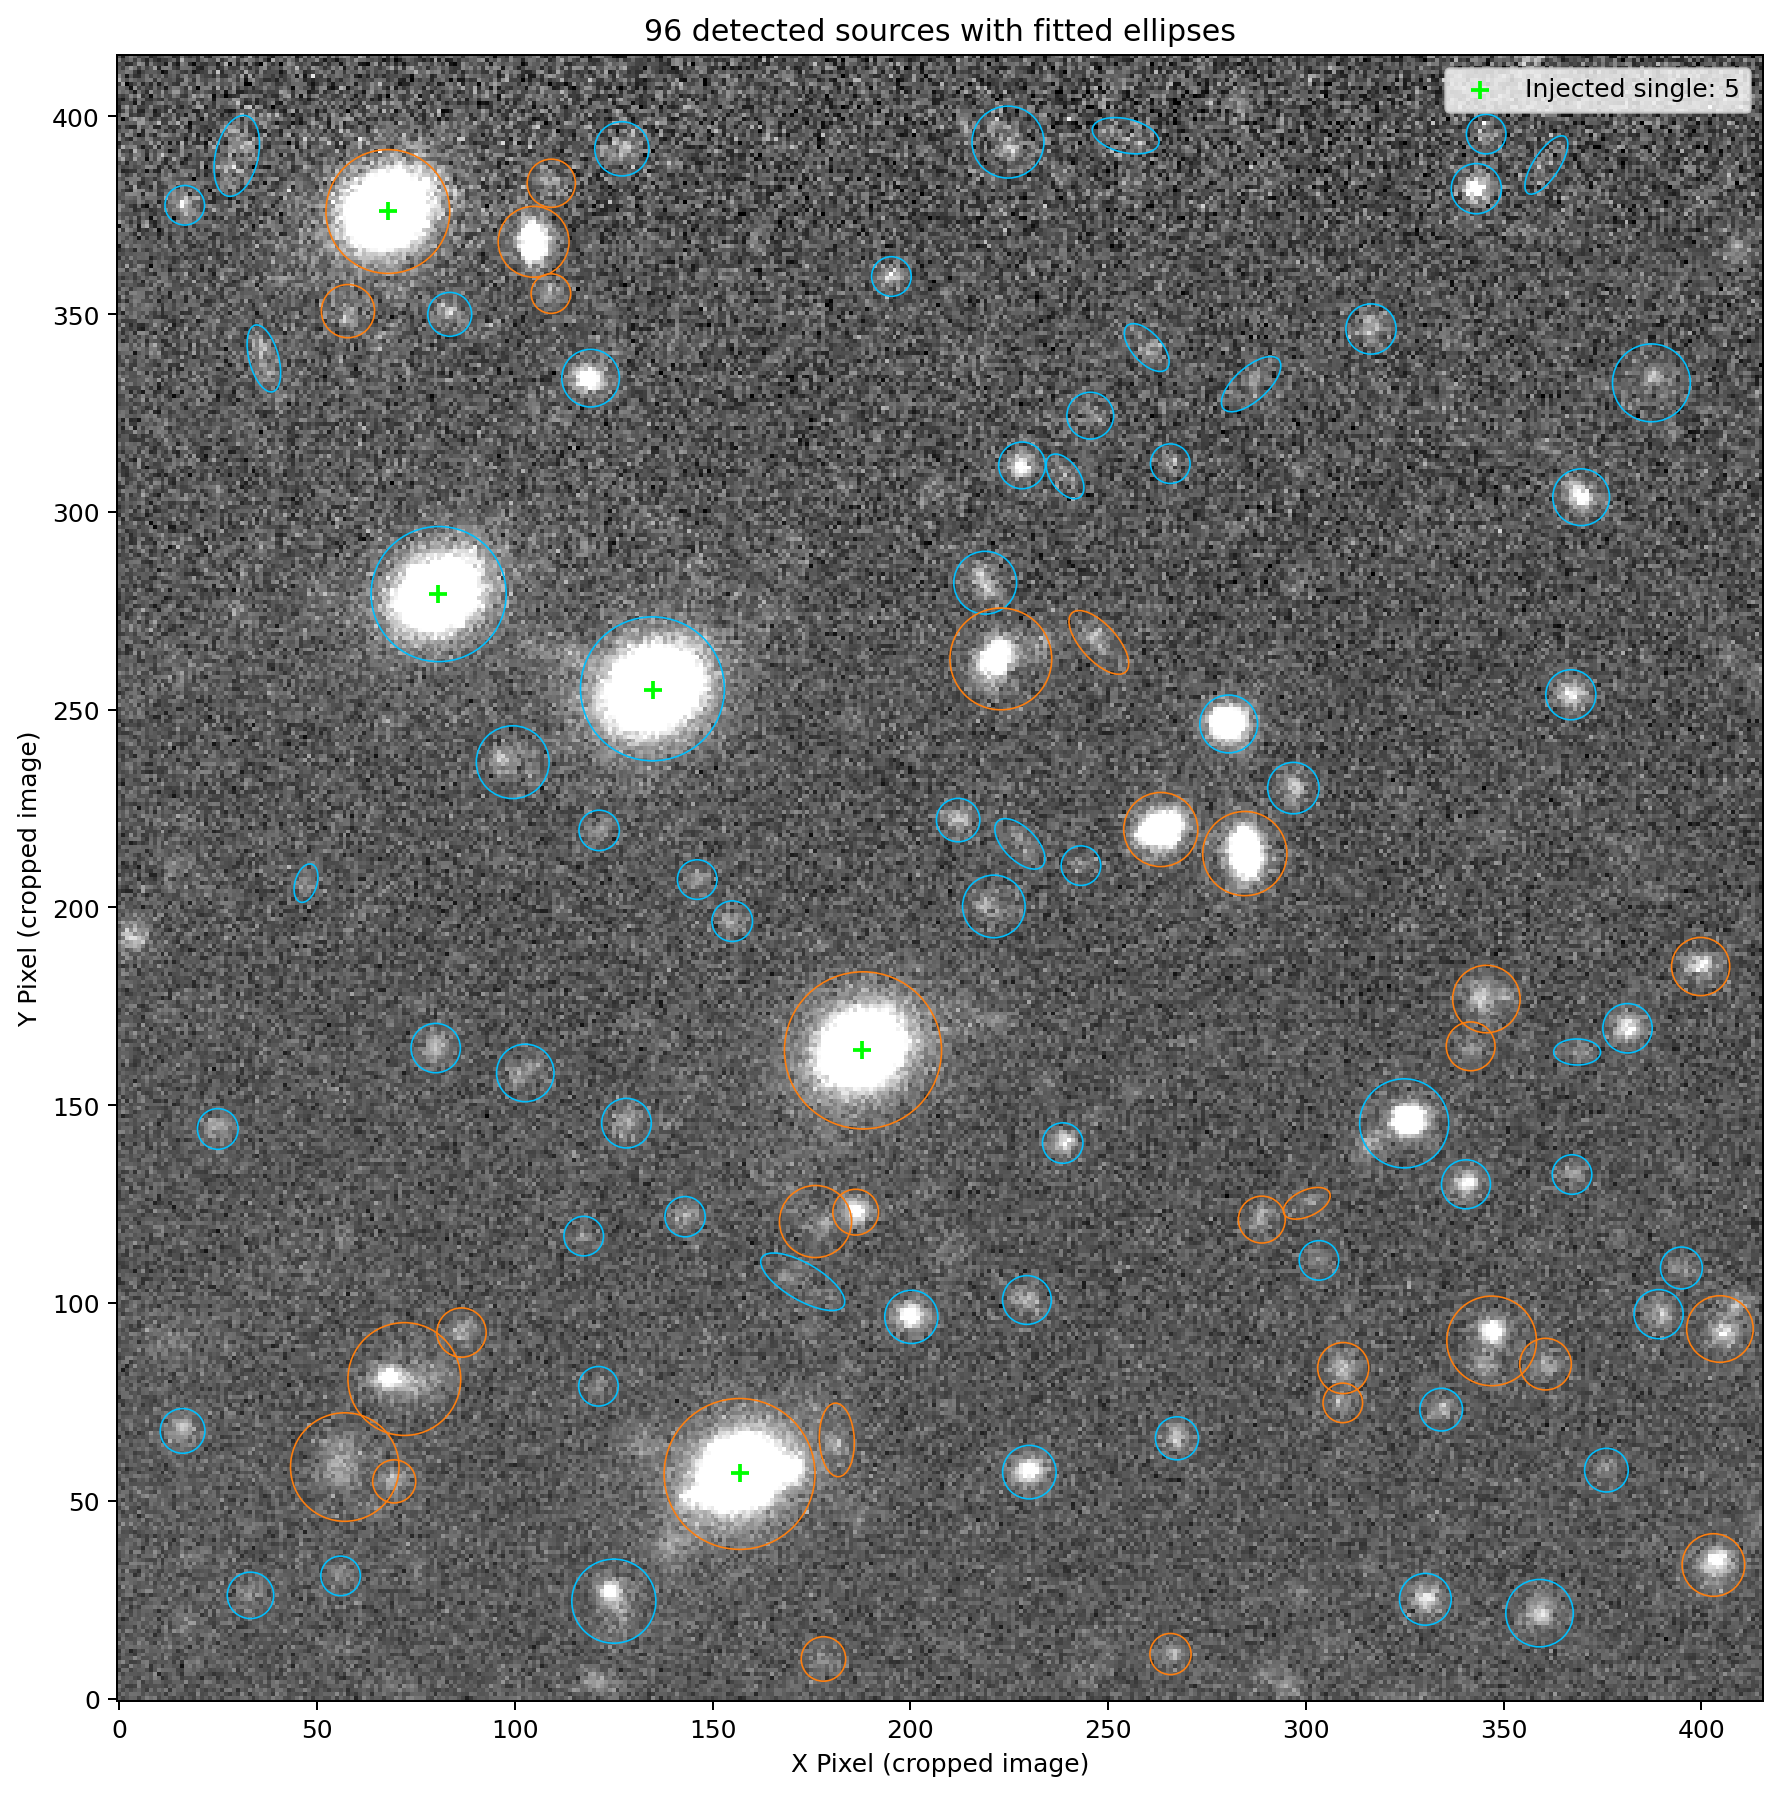 96 detected sources with fitted ellipses
Injected single: 5
400
350
300
250
200
150
100
50
0
Y Pixel (cropped image)
0 50 100 150 200 250 300 350 400
X Pixel (cropped image)